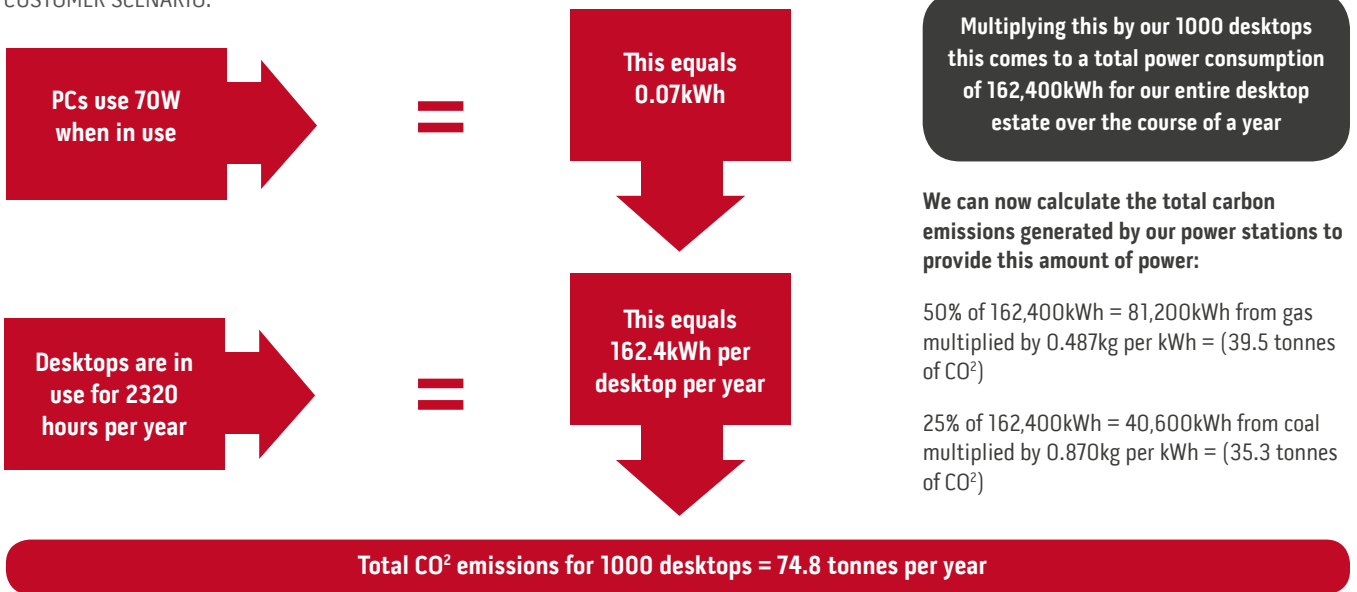 CUSTOMER SCENARIO:
PCs use 70W
when in use
=
This equals
0.07kWh
Desktops are in
use for 2320
hours per year
=
This equals
162.4kWh per
desktop per year
Multiplying this by our 1000 desktops
this comes to a total power consumption
of 162,400kWh for our entire desktop
estate over the course of a year
We can now calculate the total carbon
emissions generated by our power stations to
provide this amount of power:
50% of 162,400kWh = 81,200kWh from gas
multiplied by 0.487kg per kWh = (39.5 tonnes
of CO²)
25% of 162,400kWh = 40,600kWh from coal
multiplied by 0.870kg per kWh = (35.3 tonnes
of CO²)
Total CO² emissions for 1000 desktops = 74.8 tonnes per year